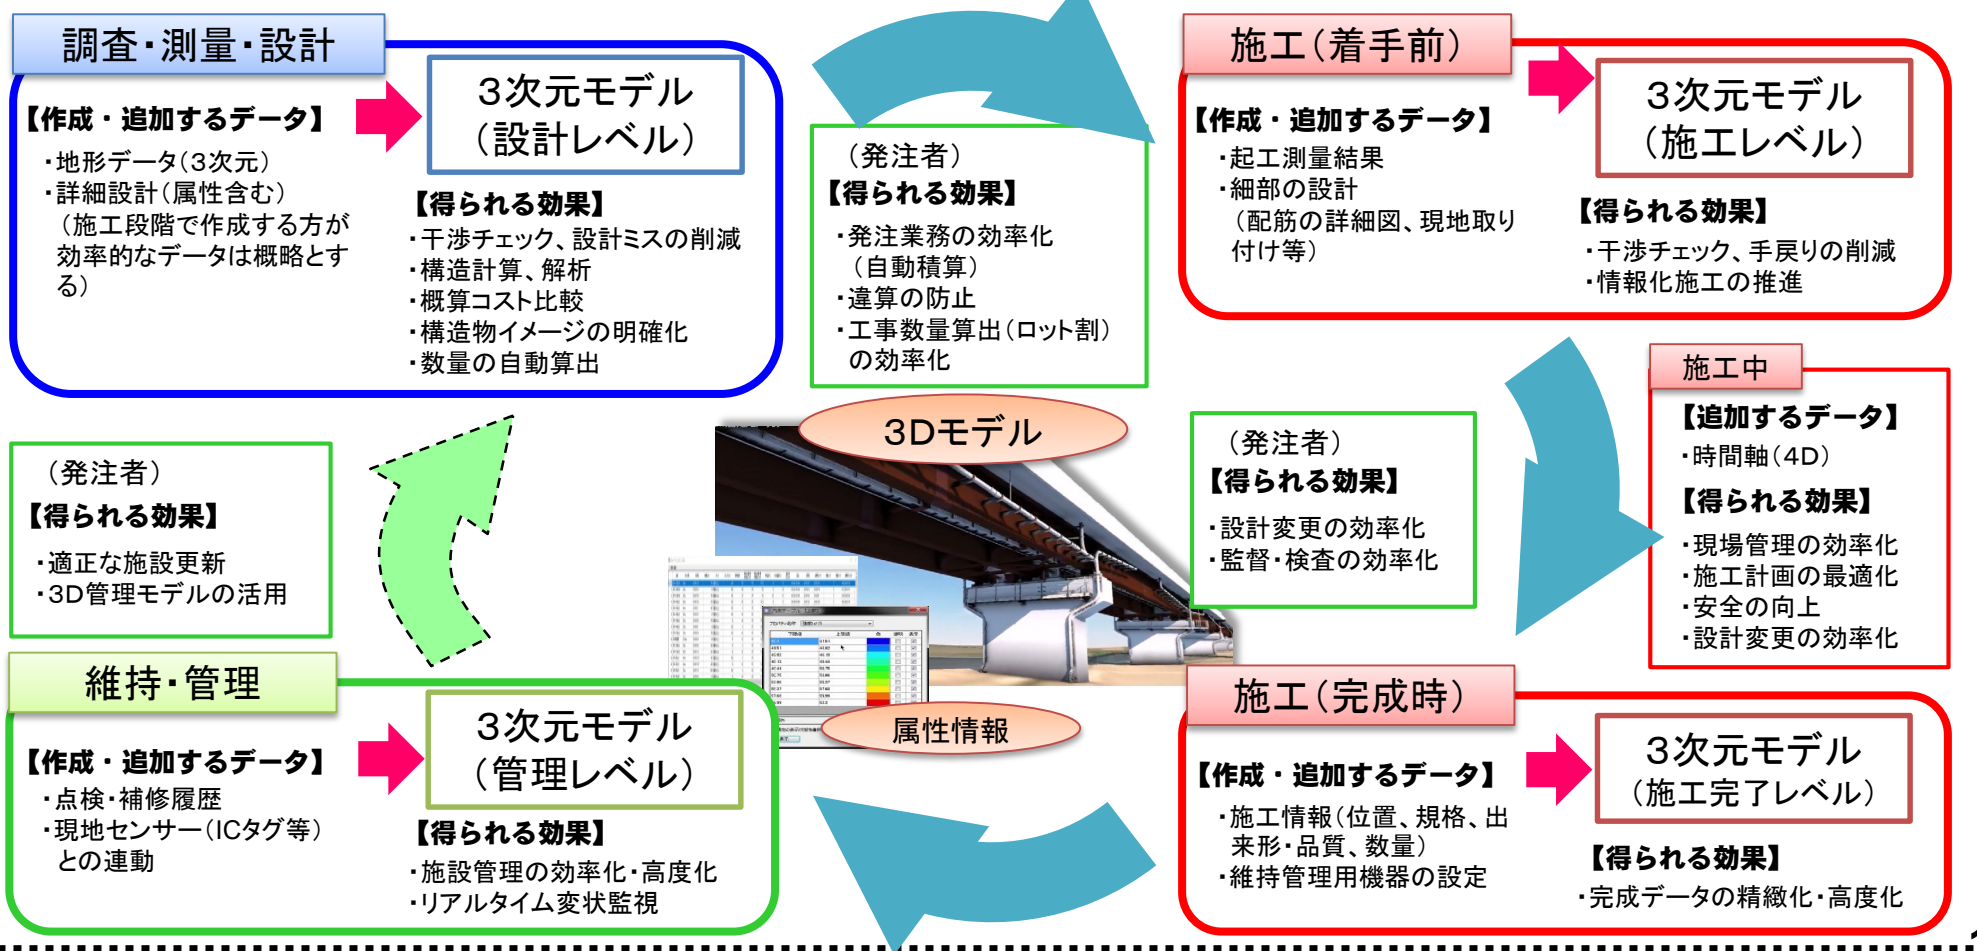 調査・測量・設計
【作成・追加するデータ】
・地形データ(3次元)
・詳細設計(属性含む)
(施工段階で作成する方が
効率的なデータは概略とす
る)
3次元モデル
(設計レベル)
【得られる効果】
・干渉チェック、設計ミスの削減
・構造計算、解析
・概算コスト比較
・構造物イメージの明確化
・数量の自動算出
(発注者)
【得られる効果】
・発注業務の効率化
(自動積算)
・違算の防止
・工事数量算出(ロット割)
の効率化
施工(着手前)
【作成・追加するデータ】
・起工測量結果
・細部の設計
(配筋の詳細図、現地取り
付け等)
3次元モデル
(施工レベル)
【得られる効果】
・干渉チェック、手戻りの削減
・情報化施工の推進
施工中
【追加するデータ】
・時間軸(4D)
【得られる効果】
・現場管理の効率化
・施工計画の最適化
・安全の向上
・設計変更の効率化
(発注者)
【得られる効果】
・設計変更の効率化
・監督・検査の効率化
3Dモデル
属性情報
(発注者)
【得られる効果】
・適正な施設更新
・3D管理モデルの活用
維持・管理
【作成・追加するデータ】
・点検・補修履歴
・現地センサー(ICタグ等)
との連動
3次元モデル
(管理レベル)
【得られる効果】
・施設管理の効率化・高度化
・リアルタイム変状監視
施工(完成時)
【作成・追加するデータ】
・施工情報(位置、規格、出
来形・品質、数量)
・維持管理用機器の設定
3次元モデル
(施工完了レベル)
【得られる効果】
・完成データの精緻化・高度化